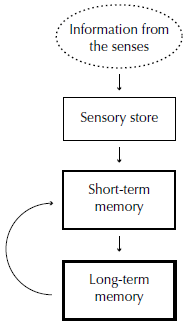 Information from
the senses
Sensory store
Short-term
memory
Long-term
memory